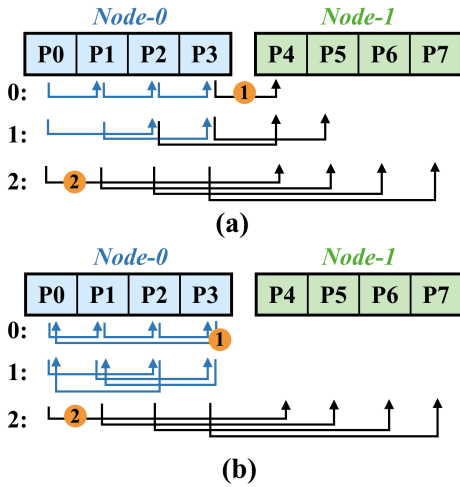 Node-0 Node-1
P0 P1 P2 P3 P4 P5 P6 P7
0: 1
1:
2: 2
(a)
Node-0 Node-1
P0 P1 P2 P3 P4 P5 P6 P7
0: 1
1:
2: 2
(b)